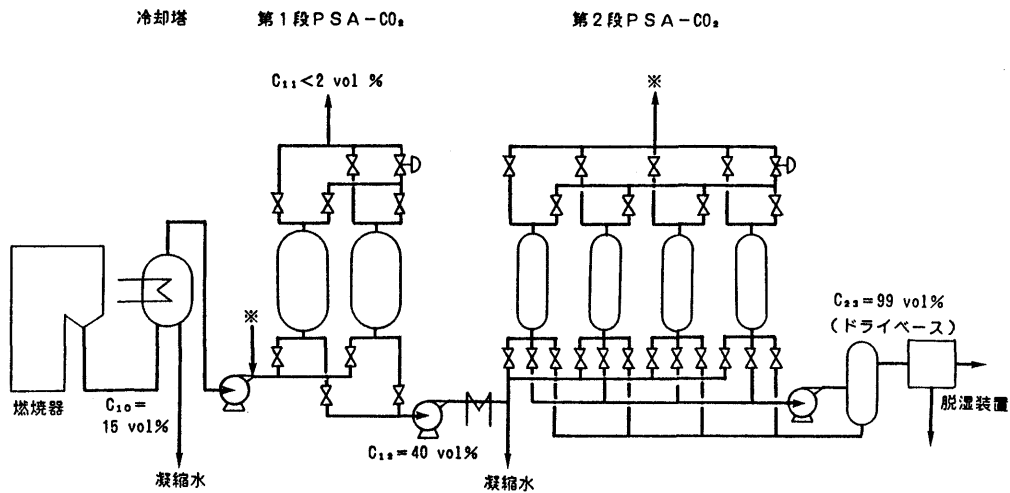 冷却塔
第1段PSA-CO₂
第2段PSA-CO₂
C₁₁<2 vol %
※
※
C₂₃=99 vol%
(ドライベース)
燃焼器
C₁₀=
15 vol%
C₁₂=40 vol%
脱湿装置
凝縮水
凝縮水